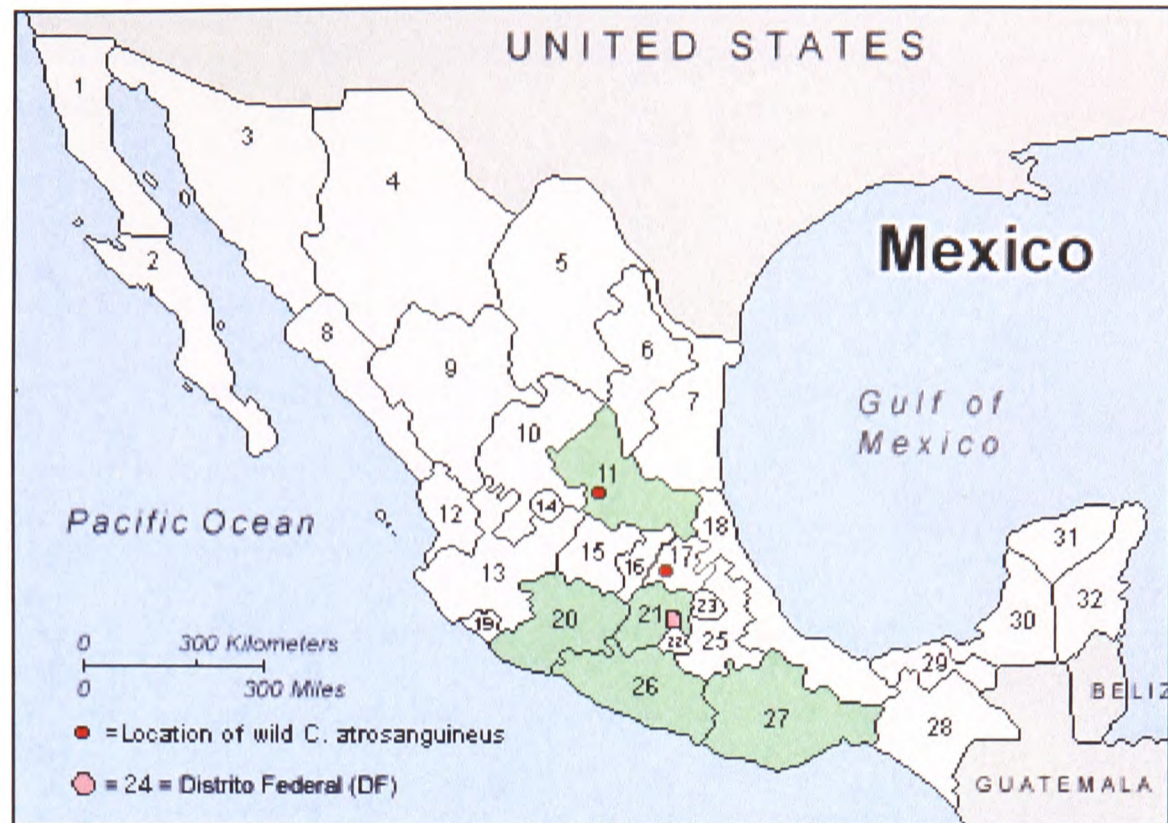 UNITED STATES
1
3
4
Mexico
2
5
8
6
9
7
Gulf of
Mexico
10
11
Pacific Ocean
12
14
18
31
15
16
17
13
32
23
30
19
20
21
22
25
0 300 Kilometers
29
0 300 Miles
26
BELIZ
27
28
=Location of wild C. atrosanguineus
= 24 = Distrito Federal (DF)
GUATEMALA